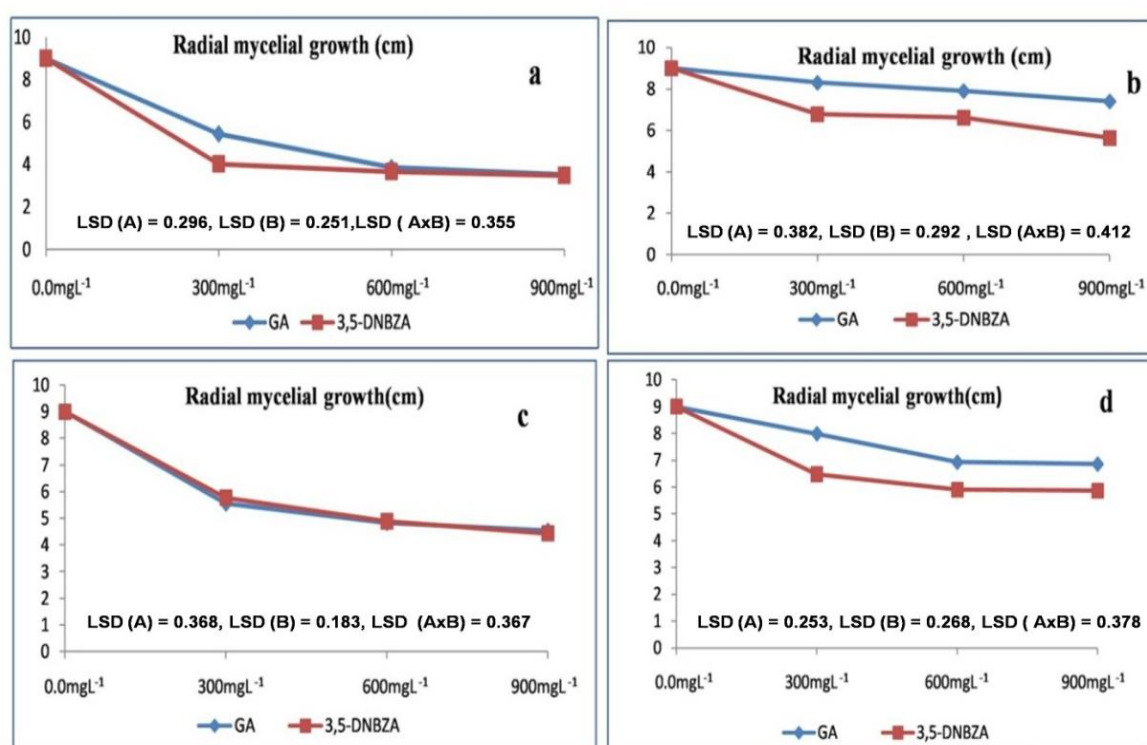 Radial mycelial growth (cm)
a
10
8
6
4
2
0
LSD (A) = 0.296, LSD (B) = 0.251,LSD ( AxB) = 0.355
0.0mgL⁻¹ 300mgL⁻¹ 600mgL⁻¹ 900mgL⁻¹
GA 3,5-DNBZA
Radial mycelial growth (cm)
b
10
8
6
4
2
0
LSD (A) = 0.382, LSD (B) = 0.292 , LSD (AxB) = 0.412
0.0mgL⁻¹ 300mgL⁻¹ 600mgL⁻¹ 900mgL⁻¹
GA 3,5-DNBZA
Radial mycelial growth(cm)
c
10
9
8
7
6
5
4
3
2
1
0
LSD (A) = 0.368, LSD (B) = 0.183, LSD (AxB) = 0.367
0.0mgL⁻¹ 300mgL⁻¹ 600mgL⁻¹ 900mgL⁻¹
GA 3,5-DNBZA
Radial mycelial growth(cm)
d
10
9
8
7
6
5
4
3
2
1
0
LSD (A) = 0.253, LSD (B) = 0.268, LSD ( AxB) = 0.378
0.0mgL⁻¹ 300mgL⁻¹ 600mgL⁻¹ 900mgL⁻¹
GA 3,5-DNBZA